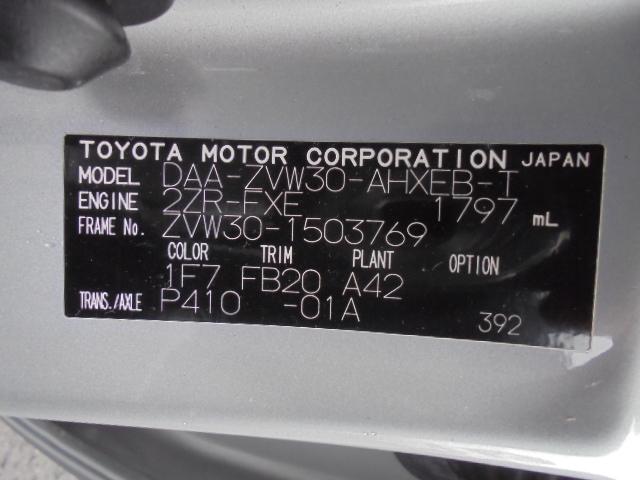 TOYOTA MOTOR CORPORATION JAPAN
MODEL DAA-ZVW30-AHXEB-T
ENGINE 2ZR-FXE 1797 mL
FRAME No. ZVW30-1503769
COLOR TRIM PLANT OPTION
1F7 FB20 A42
TRANS./AXLE P410 -01A
392